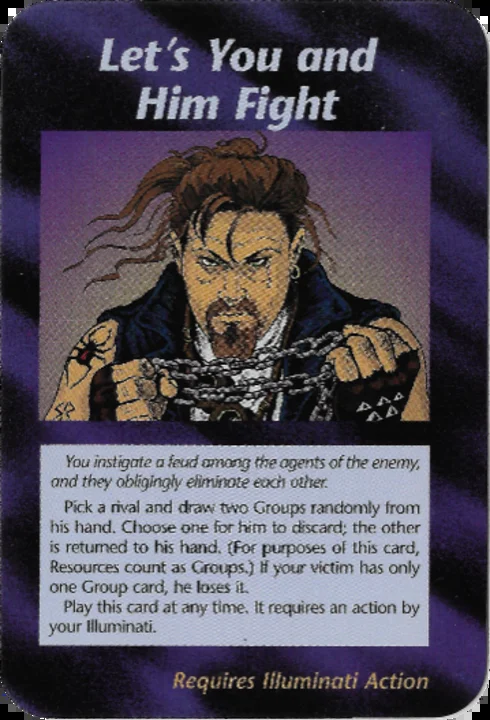 Let's You and
Him Fight
You instigate a feud among the agents of the enemy,
and they obligingly eliminate each other.
Pick a rival and draw two Groups randomly from
his hand. Choose one for him to discard; the other
is returned to his hand. (For purposes of this card,
Resources count as Groups.) If your victim has only
one Group card, he loses it.
Play this card at any time. It requires an action by
your Illuminati.
Requires Illuminati Action